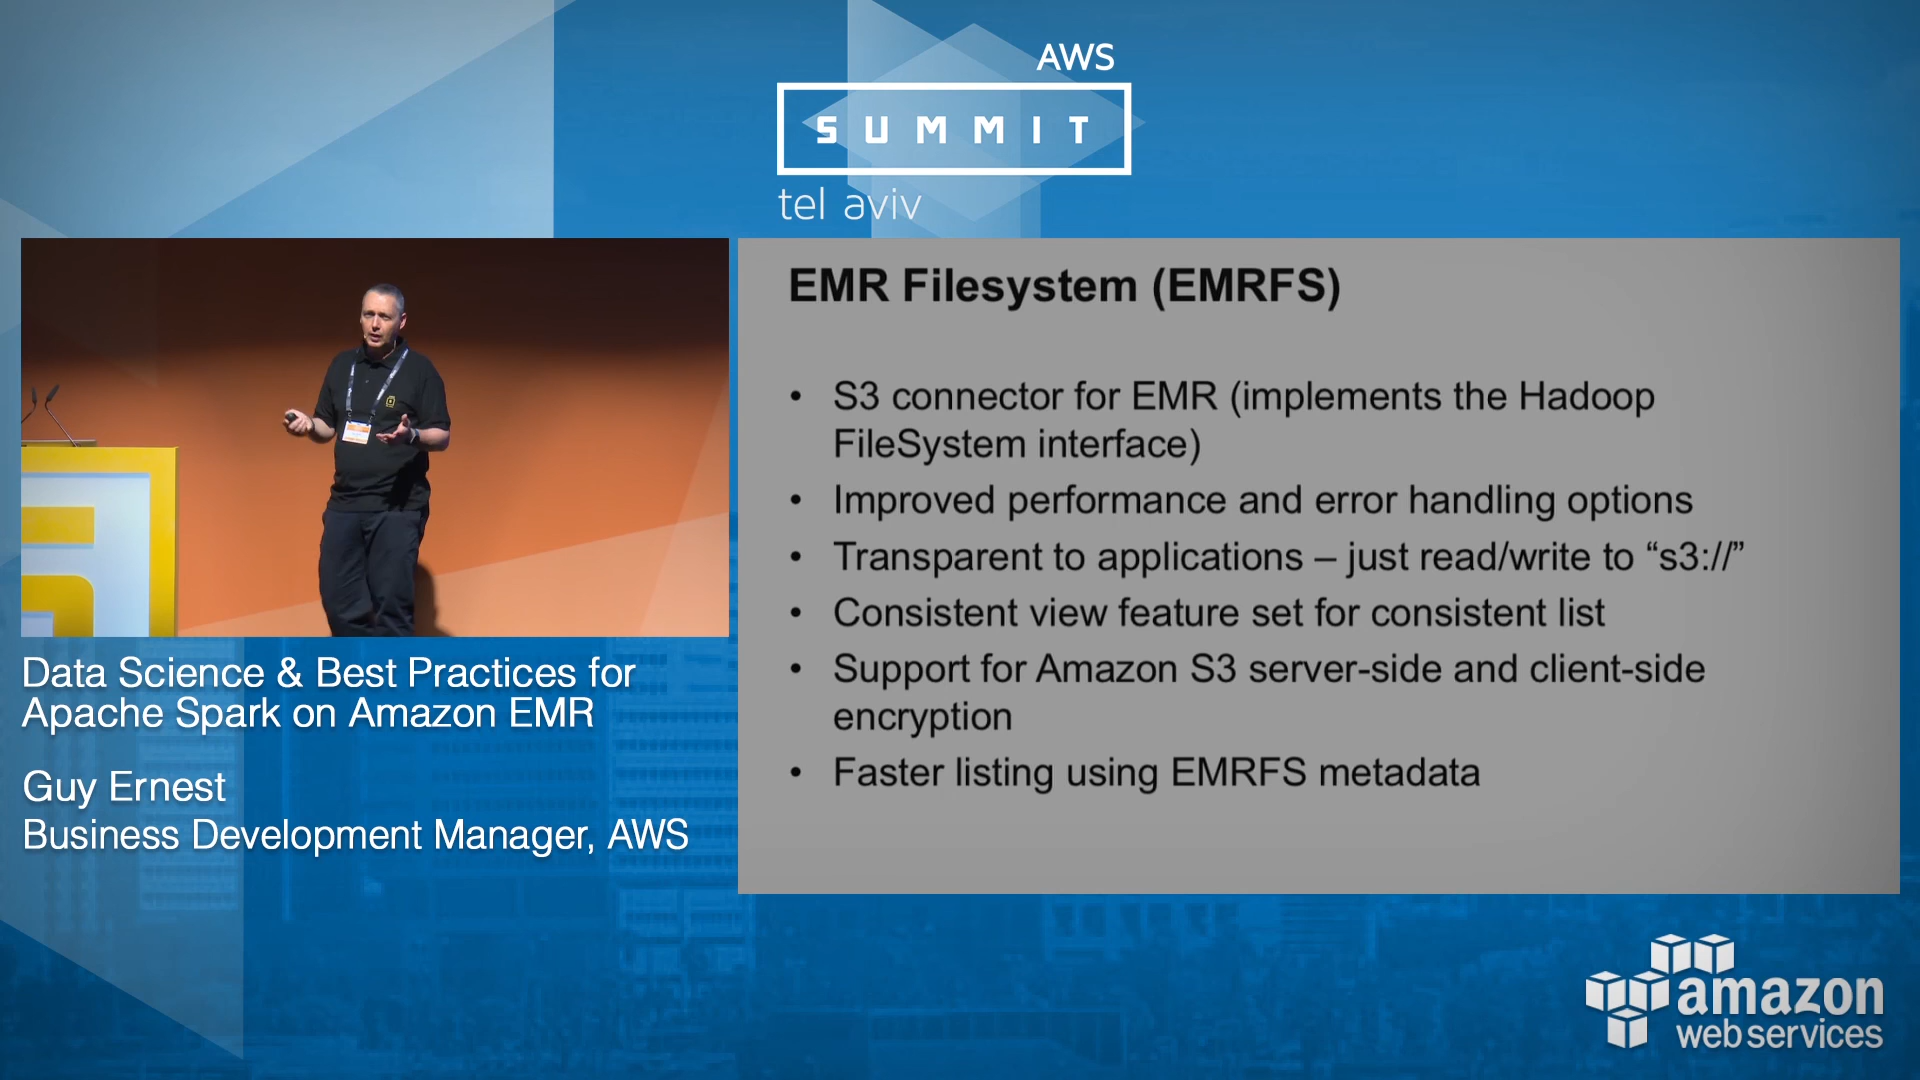 AWS
SUMMIT
tel aviv
EMR Filesystem (EMRFS)
• S3 connector for EMR (implements the Hadoop
FileSystem interface)
• Improved performance and error handling options
• Transparent to applications – just read/write to “s3://”
• Consistent view feature set for consistent list
• Support for Amazon S3 server-side and client-side
encryption
• Faster listing using EMRFS metadata
Data Science & Best Practices for
Apache Spark on Amazon EMR
Guy Ernest
Business Development Manager, AWS
amazon
web services